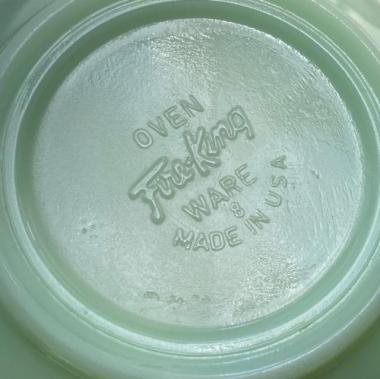 OVEN
Fire-King
WARE
8
MADE IN USA